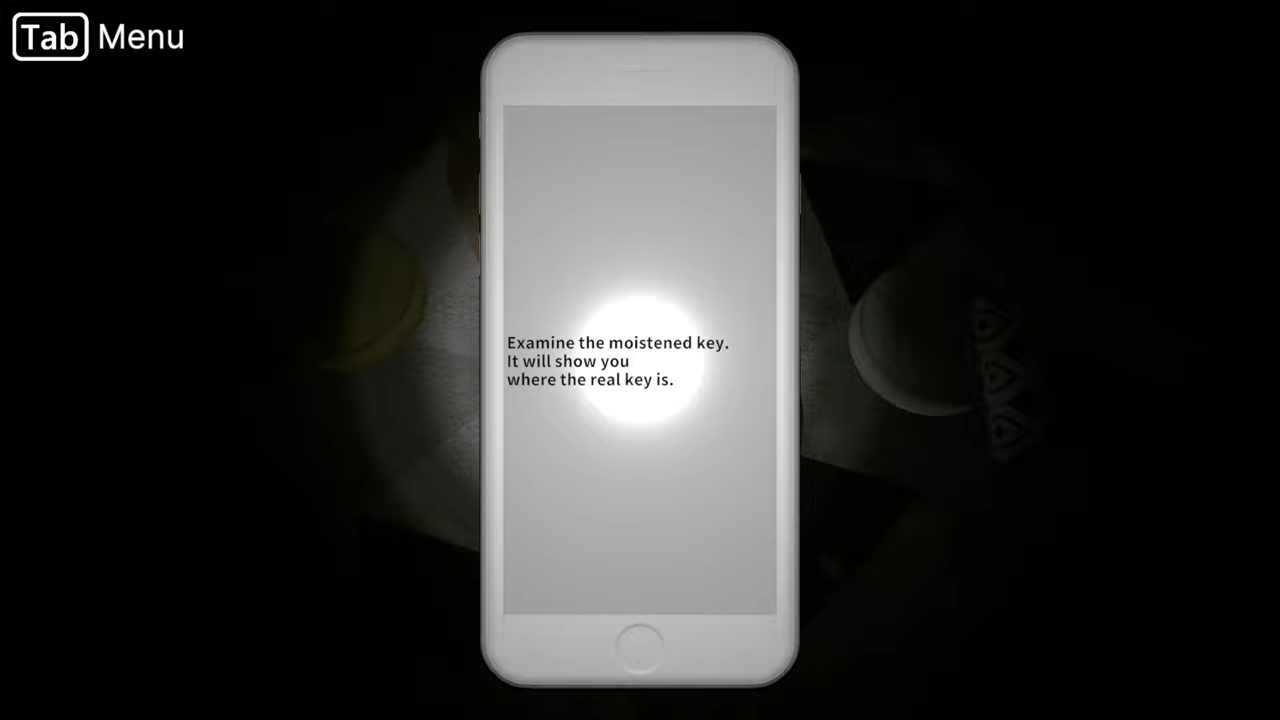 Tab Menu
Examine the moistened key.
It will show you
where the real key is.